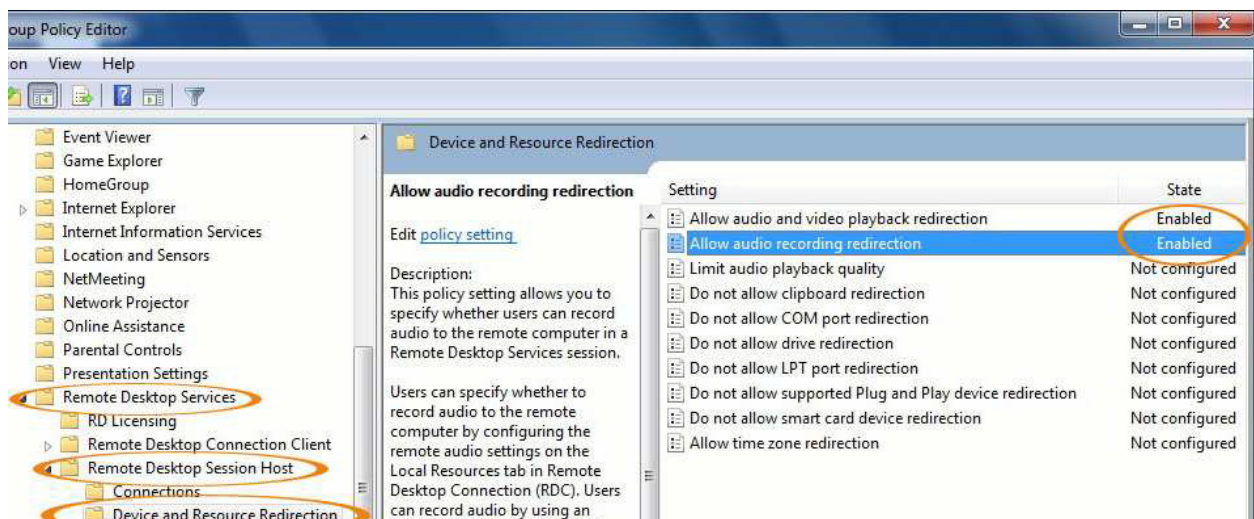 oup Policy Editor
on View Help
Event Viewer
Game Explorer
HomeGroup
Internet Explorer
Internet Information Services
Location and Sensors
NetMeeting
Network Projector
Online Assistance
Parental Controls
Presentation Settings
Remote Desktop Services
RD Licensing
Remote Desktop Connection Client
Remote Desktop Session Host
Connections
Device and Resource Redirection
Device and Resource Redirection
Allow audio recording redirection
Edit policy setting
Description:
This policy setting allows you to
specify whether users can record
audio to the remote computer in a
Remote Desktop Services session.
Users can specify whether to
record audio to the remote
computer by configuring the
remote audio settings on the
Local Resources tab in Remote
Desktop Connection (RDC). Users
can record audio by using an
Setting State
Allow audio and video playback redirection Enabled
Allow audio recording redirection Enabled
Limit audio playback quality Not configured
Do not allow clipboard redirection Not configured
Do not allow COM port redirection Not configured
Do not allow drive redirection Not configured
Do not allow LPT port redirection Not configured
Do not allow supported Plug and Play device redirection Not configured
Do not allow smart card device redirection Not configured
Allow time zone redirection Not configured